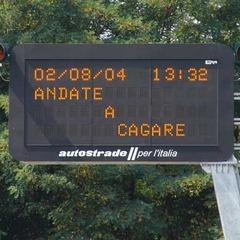 02/08/04 13:32
ANDATE
A
CAGARE
autostrade//per l'italia